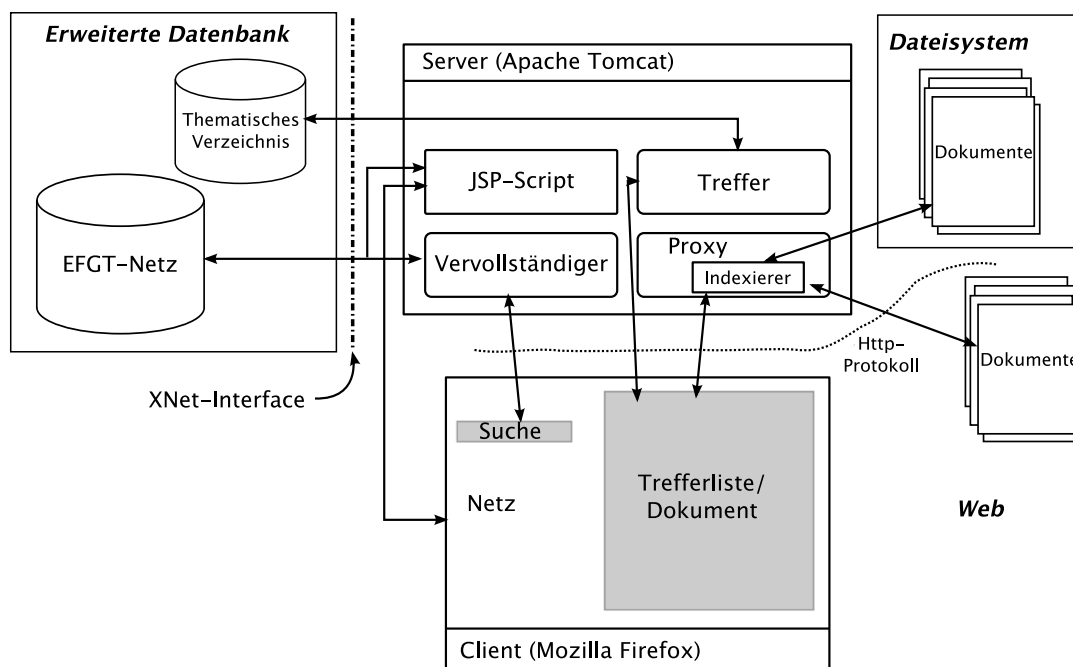 Erweiterte Datenbank
Thematisches
Verzeichnis
EFGT-Netz
XNet-Interface
Server (Apache Tomcat)
JSP-Script
Treffer
Vervollständiger
Proxy
Indexierer
Dateisystem
Dokumente
Http-
Protokoll
Dokumente
Web
Suche
Netz
Trefferliste/
Dokument
Client (Mozilla Firefox)